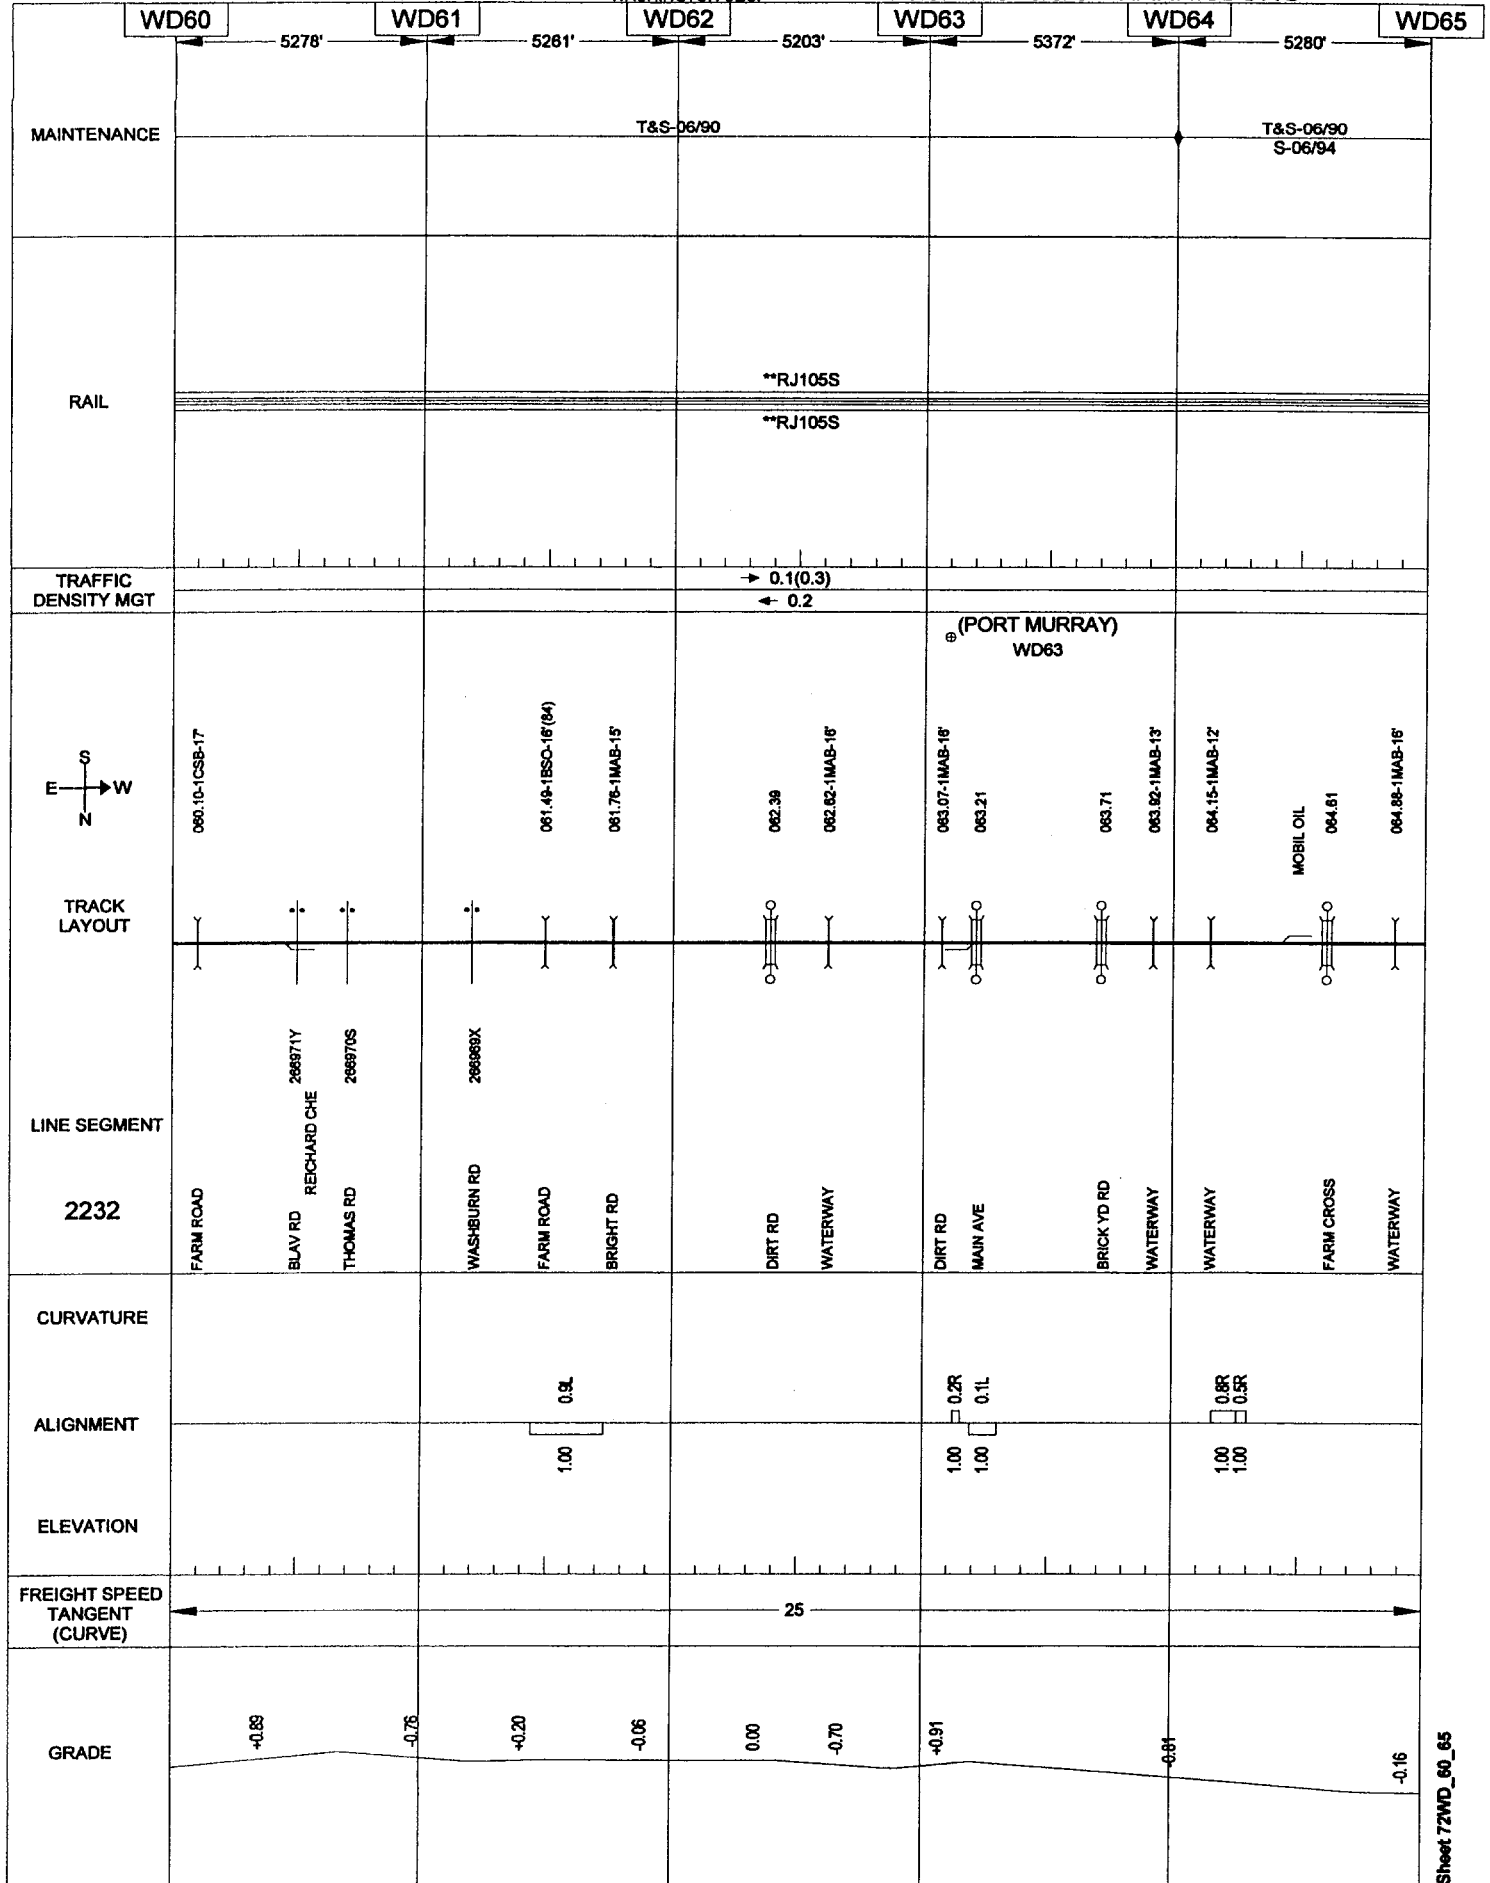 WD60 WD61 WD62 WD63 WD64 WD65
5278' 5261' 5203' 5372' 5280'
MAINTENANCE
T&S-06/90
T&S-06/90
S-06/94
RAIL
**RJ105S
**RJ105S
TRAFFIC
DENSITY MGT
0.1(0.3)
0.2
(PORT MURRAY)
WD63
S
E W
N
060.10-1CSB-17'
061.49-1BSO-16'(84)
061.76-1MAB-15'
062.39
062.62-1MAB-16'
063.07-1MAB-16'
063.21
063.71
063.92-1MAB-13'
064.15-1MAB-12'
MOBIL OIL
064.61
064.88-1MAB-16'
TRACK
LAYOUT
266971Y
266970S
266969X
LINE SEGMENT
2232
FARM ROAD
BLAV RD
REICHARD CHE
THOMAS RD
WASHBURN RD
FARM ROAD
BRIGHT RD
DIRT RD
WATERWAY
DIRT RD
MAIN AVE
BRICK YD RD
WATERWAY
WATERWAY
FARM CROSS
WATERWAY
CURVATURE
0.9L
0.2R
0.1L
0.8R
0.5R
ALIGNMENT
1.00
1.00
1.00
1.00
1.00
ELEVATION
FREIGHT SPEED
TANGENT
(CURVE)
25
GRADE
+0.89
-0.76
+0.20
-0.06
0.00
-0.70
+0.91
-0.81
-0.16
Sheet 72WD_60_65